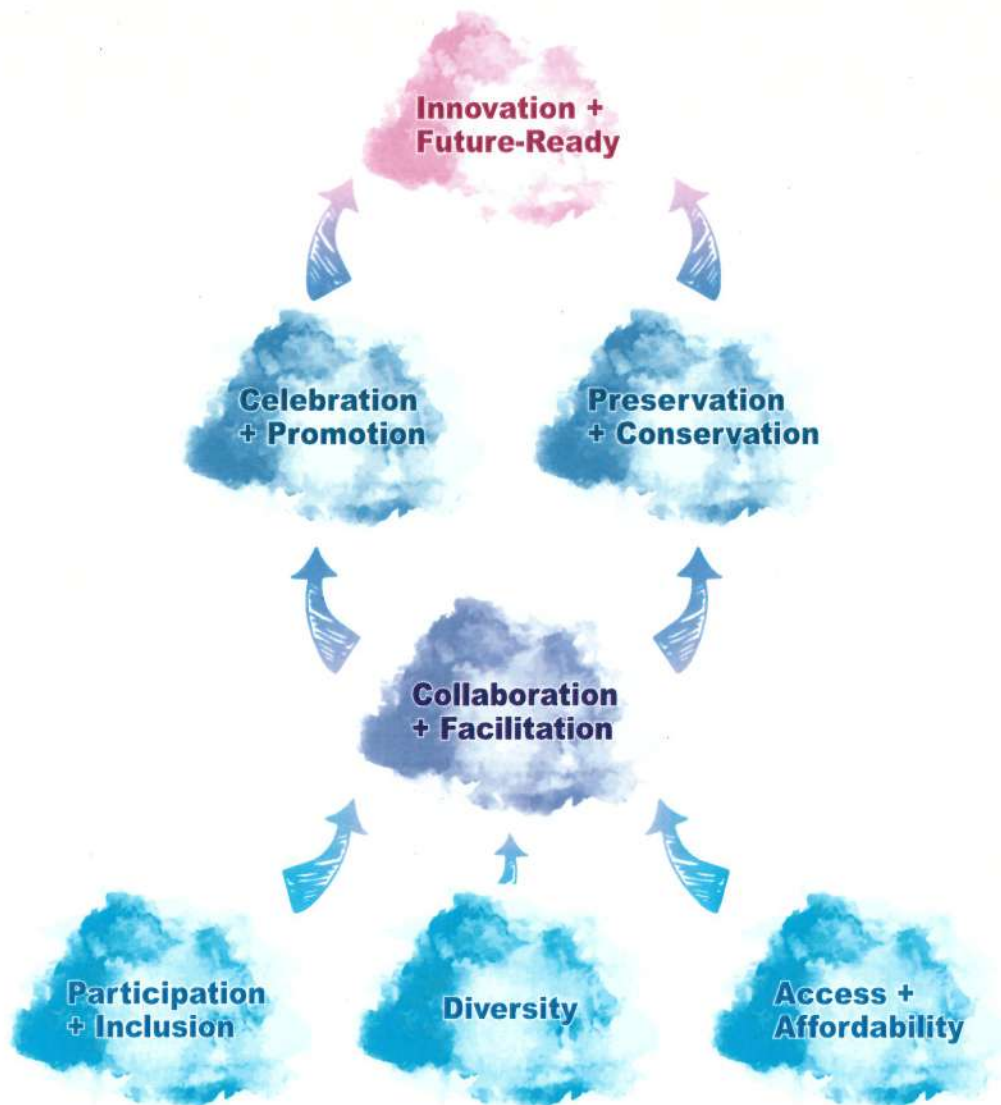 Innovation +
Future-Ready
Celebration
+ Promotion
Preservation
+ Conservation
Collaboration
+ Facilitation
Participation
+ Inclusion
Diversity
Access +
Affordability